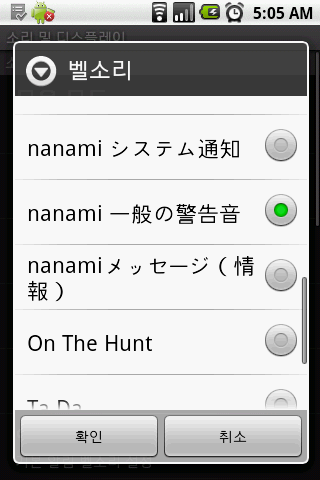 5:05 AM
소리 및 디스플레이
벨소리
nanami システム通知
nanami 一般の警告音
nanamiメッセージ（情
報）
On The Hunt
Ta Da
확인
취소